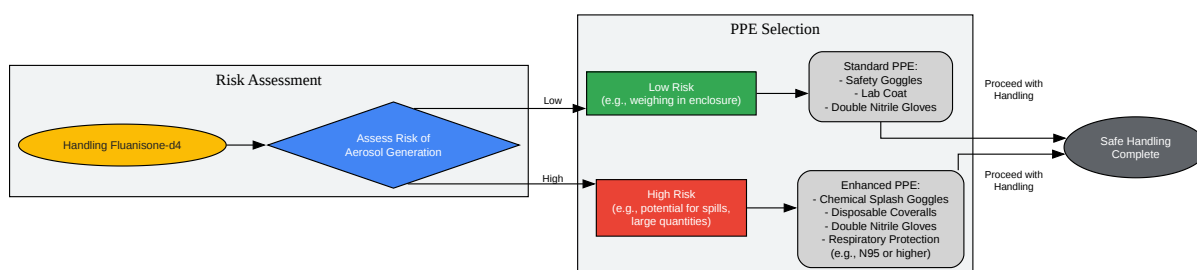 Risk Assessment
Handling Fluanisone-d4
Assess Risk of
Aerosol Generation
Low
High
PPE Selection
Low Risk
(e.g., weighing in enclosure)
High Risk
(e.g., potential for spills,
large quantities)
Standard PPE:
- Safety Goggles
- Lab Coat
- Double Nitrile Gloves
Enhanced PPE:
- Chemical Splash Goggles
- Disposable Coveralls
- Double Nitrile Gloves
- Respiratory Protection
(e.g., N95 or higher)
Proceed with
Handling
Proceed with
Handling
Safe Handling
Complete